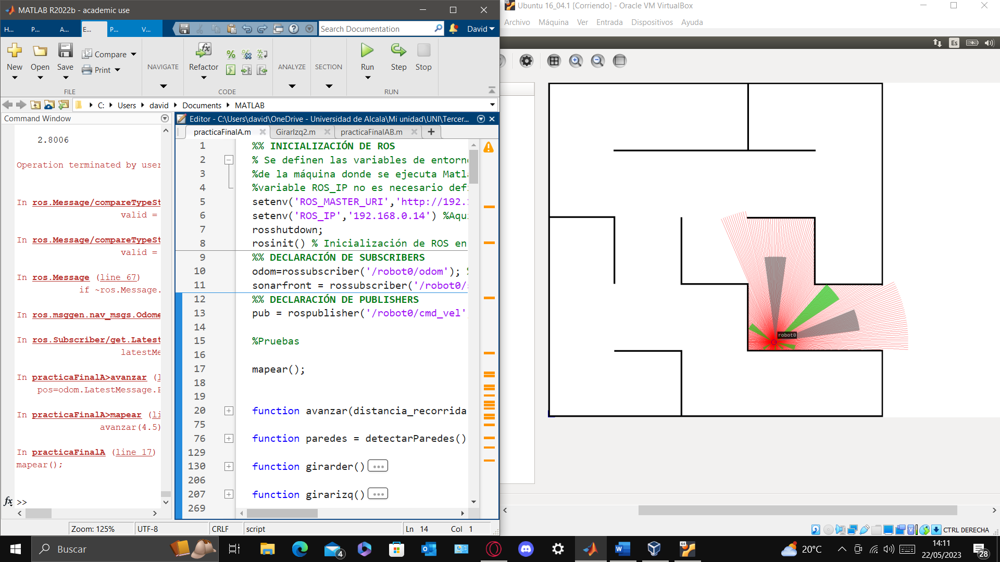 MATLAB R2022b - academic use
H...
P...
A...
E...
P...
V...
Search Documentation
David
New
Open
Save
Compare
Print
NAVIGATE
Refactor
ANALYZE
SECTION
Run
Step
Stop
FILE
CODE
RUN
C:
Users
david
Documents
MATLAB
Command Window
2.8006
Operation terminated by user
In ros.Message/compareTypeSt
valid =
In ros.Message/compareTypeSt
valid =
In ros.Message (line 67)
if ~ros.Message.
In ros.msggen.nav_msgs.Odome
In ros.Subscriber/get.Latest
latestMe
In practicaFinalA>avanzar (l
pos=odom.LatestMessage.P
In practicaFinalA>mapear (li
avanzar(4.5)
In practicaFinalA (line 17)
mapear();
fx >>
Editor - C:\Users\david\OneDrive - Universidad de Alcala\Mi unidad\UNI\Tercer...
practicaFinalA.m
GirarIzq2.m
practicaFinalAB.m
1 %% INICIALIZACIÓN DE ROS
2 % Se definen las variables de entorno
3 %de la máquina donde se ejecuta Matla
4 %variable ROS_IP no es necesario defi
5 setenv('ROS_MASTER_URI','http://192.1
6 setenv('ROS_IP','192.168.0.14') %Aqu
7 rosshutdown;
8 rosinit() % Inicialización de ROS en
9 %% DECLARACIÓN DE SUBSCRIBERS
10 odom=rossubscriber('/robot0/odom'); %
11 sonarfront = rossubscriber('/robot0/s
12 %% DECLARACIÓN DE PUBLISHERS
13 pub = rospublisher('/robot0/cmd_vel'
14
15 %Pruebas
16
17 mapear();
18
19
20 function avanzar(distancia_recorrida
75
76 function paredes = detectarParedes()
129
130 function girarder() ...
206
207 function girarizq() ...
269
Zoom: 125%
UTF-8
CRLF
script
Ln 14
Col 1
Ubuntu 16_04.1 [Corriendo] - Oracle VM VirtualBox
Archivo
Máquina
Ver
Entrada
Dispositivos
Ayuda
Es
robot0
CTRL DERECHA
Buscar
4
64
20°C
14:11
22/05/2023
28